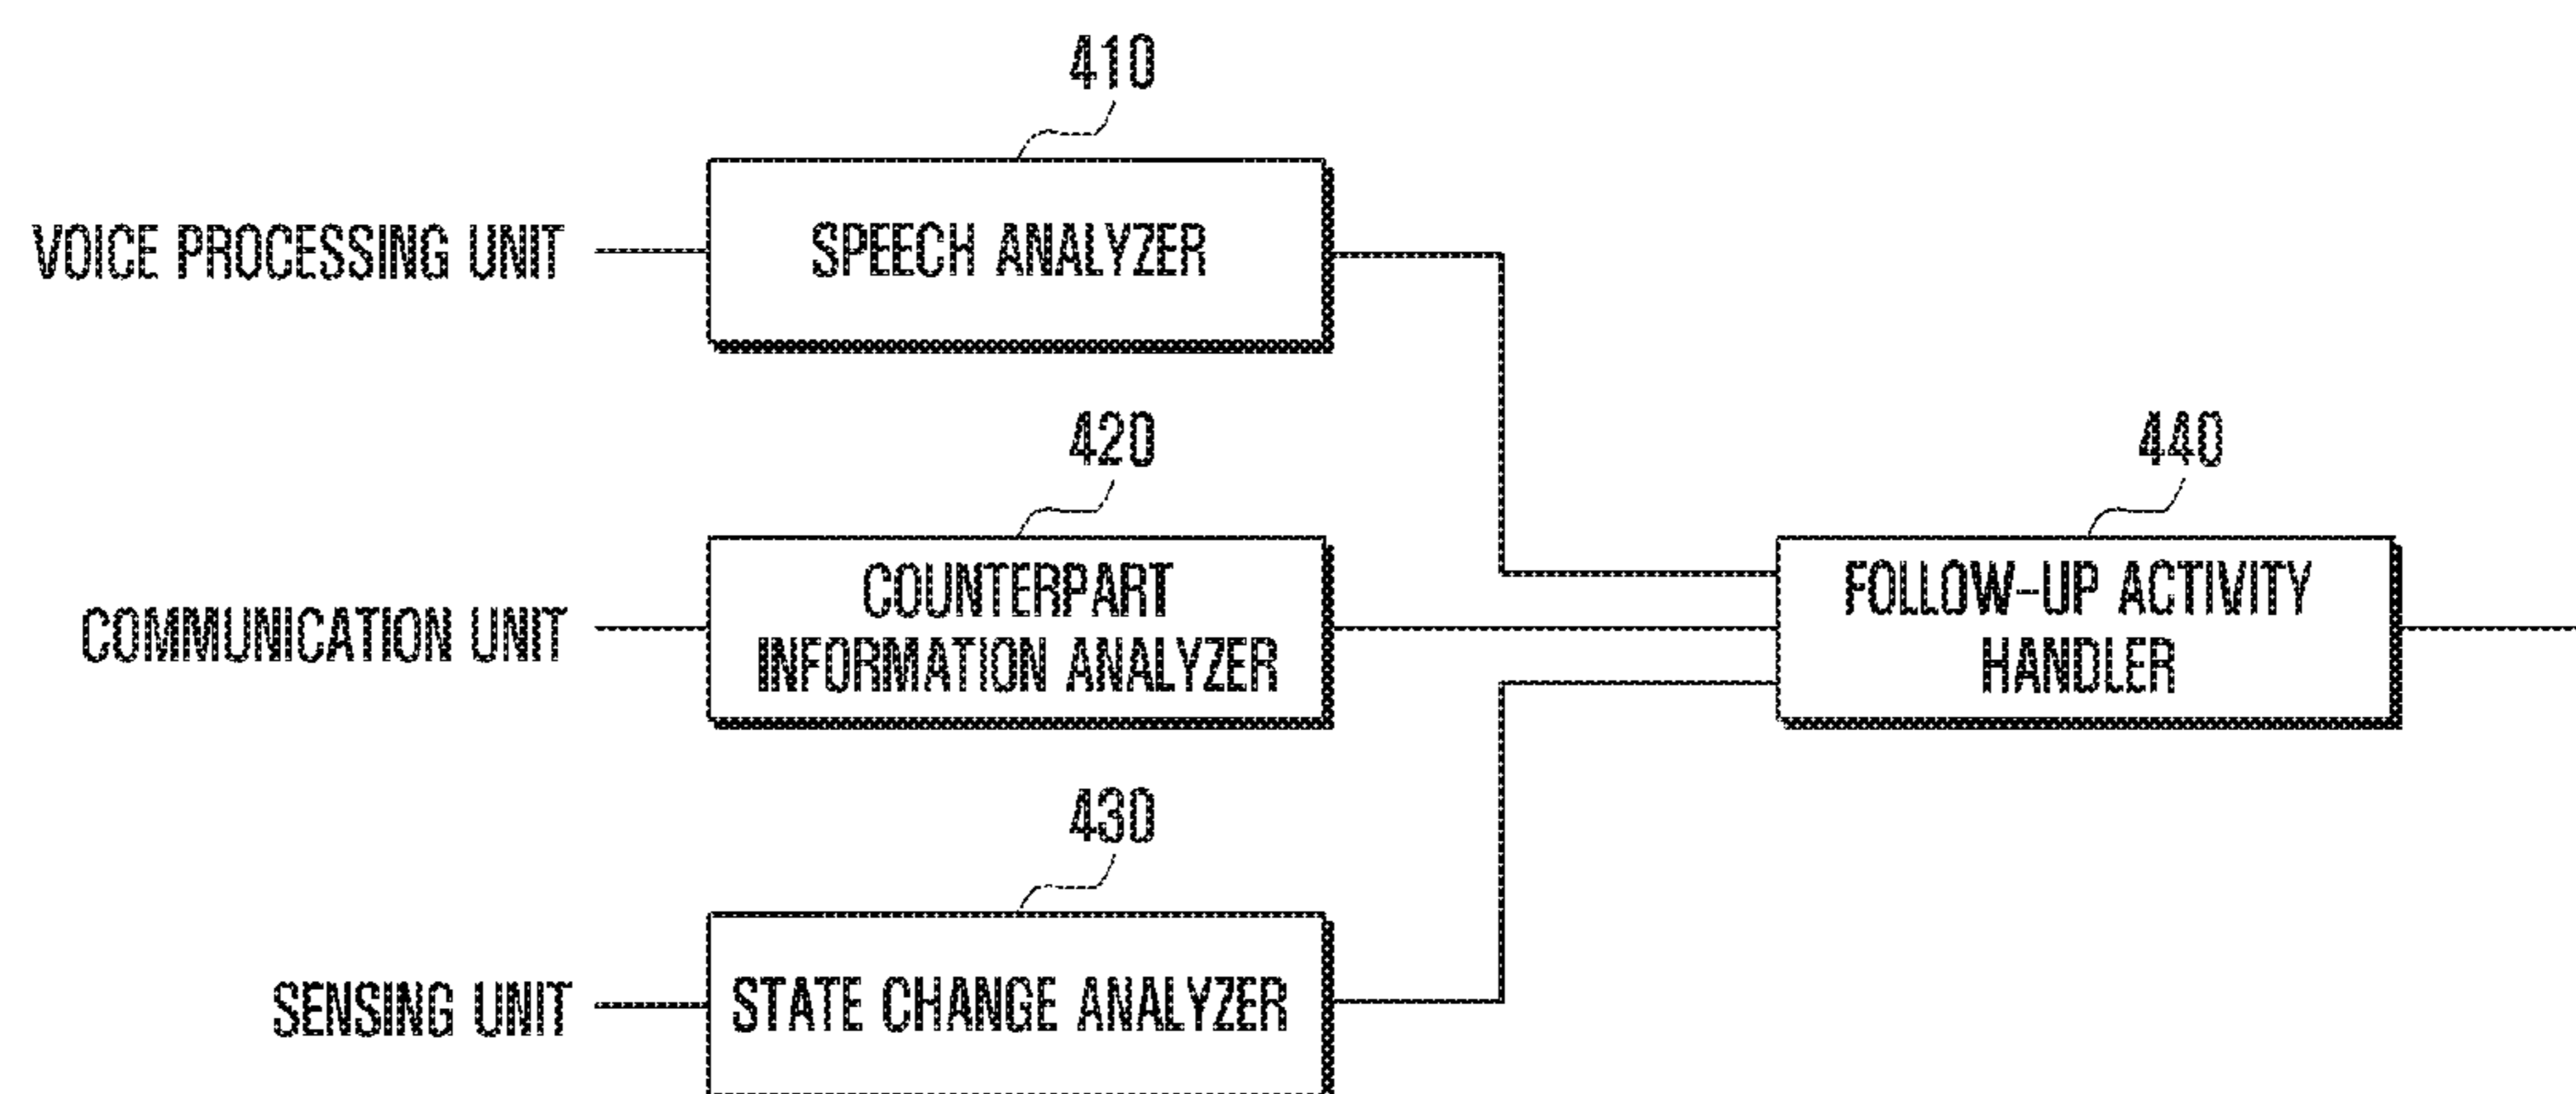 410
VOICE PROCESSING UNIT
SPEECH ANALYZER
420
440
COMMUNICATION UNIT
COUNTERPART
INFORMATION ANALYZER
FOLLOW-UP ACTIVITY
HANDLER
430
SENSING UNIT
STATE CHANGE ANALYZER